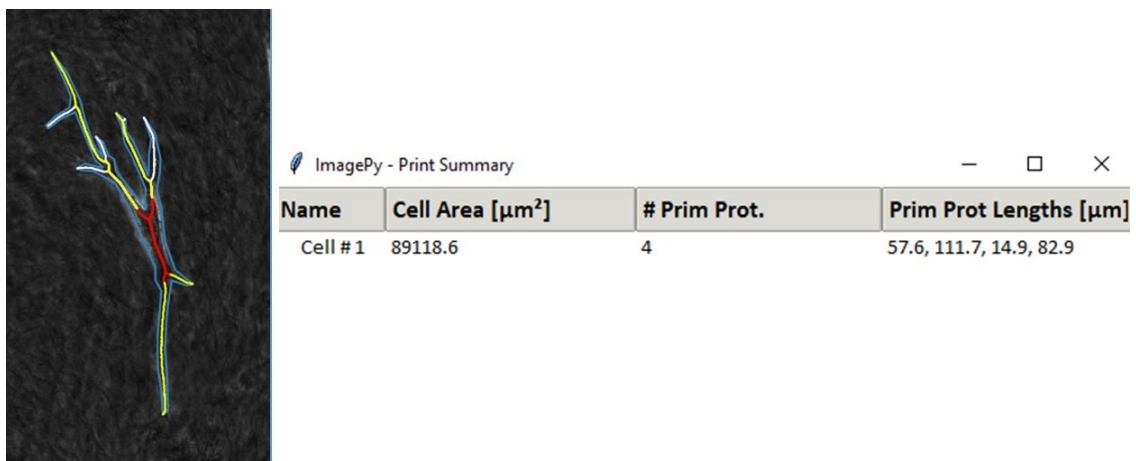 ImagePy - Print Summary
Name Cell Area [µm²] # Prim Prot. Prim Prot Lengths [µm]
Cell # 1 89118.6 4 57.6, 111.7, 14.9, 82.9